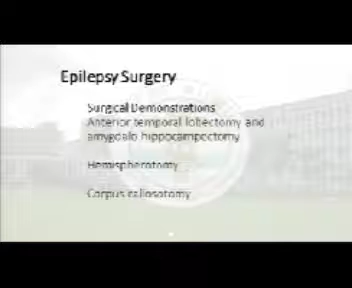 Epilepsy Surgery
Surgical Demonstrations
Anterior temporal lobectomy and
amygdalo hippocampectomy
Hemispherotomy
Corpus callosotomy